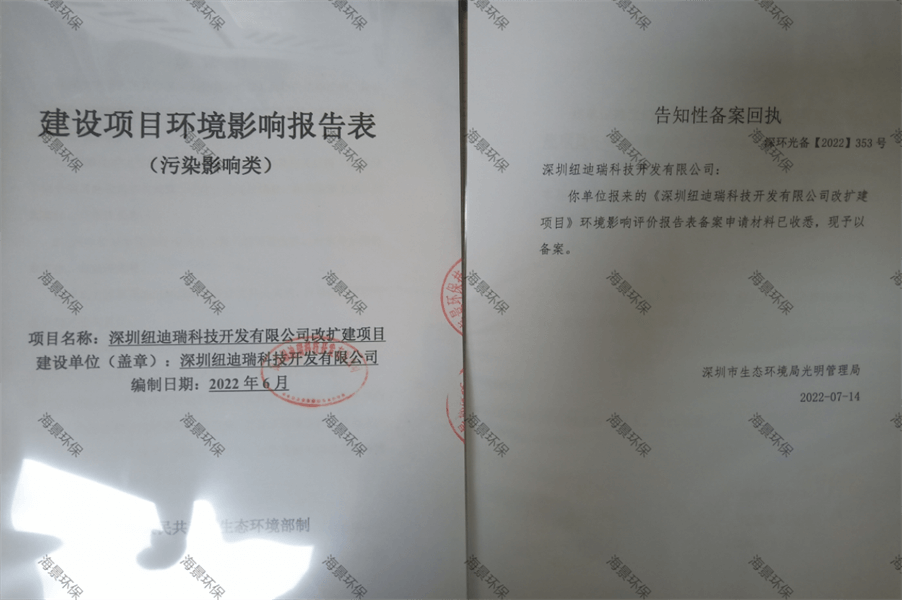 建设项目环境影响报告表
（污染影响类）
项目名称：深圳纽迪瑞科技开发有限公司改扩建项目
建设单位（盖章）：深圳纽迪瑞科技开发有限公司
编制日期：2022年6月
生态环境部制
告知性备案回执
深环光备【2022】353号
深圳纽迪瑞科技开发有限公司：
你单位报来的《深圳纽迪瑞科技开发有限公司改扩建
项目》环境影响评价报告表备案申请材料已收悉，现予以
备案。
深圳市生态环境局光明管理局
2022-07-14
海景环保